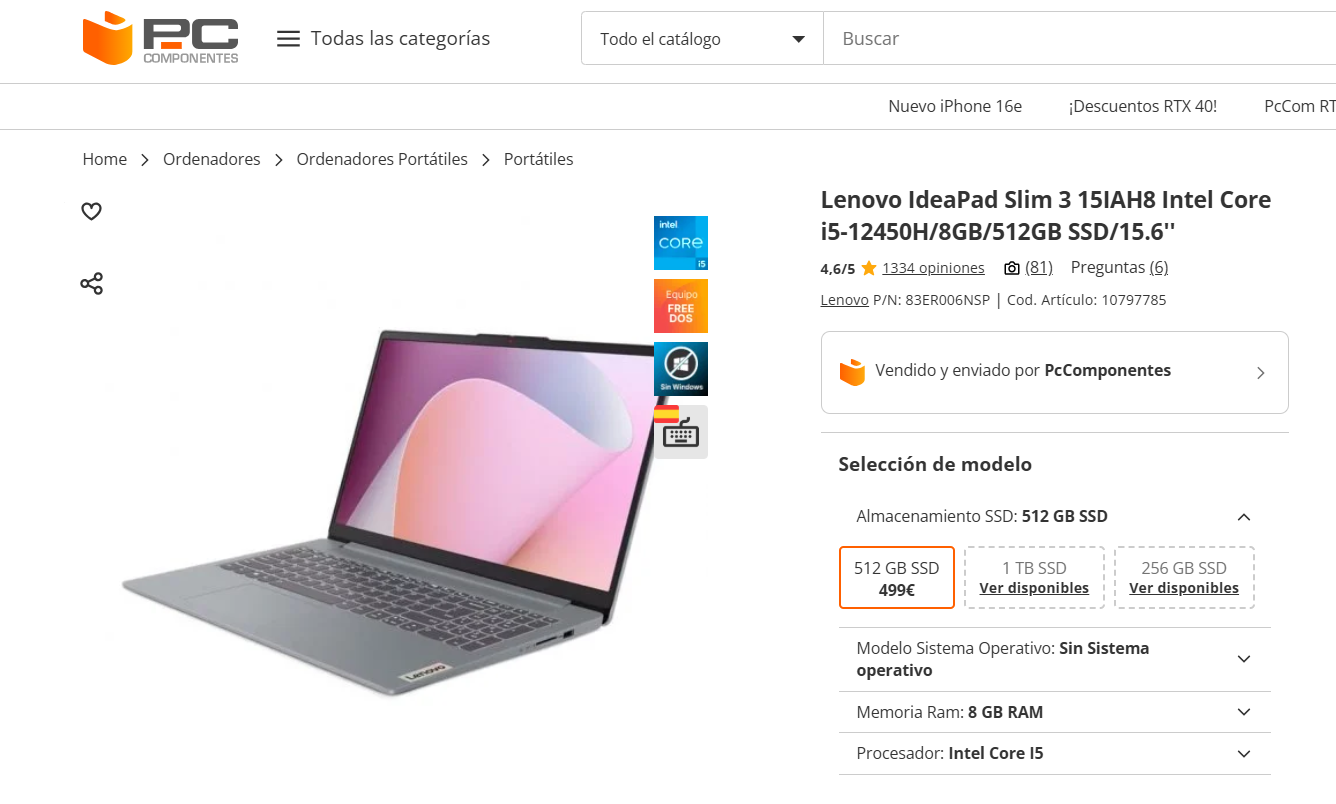 PC
COMPONENTES
Todas las categorías
Todo el catálogo
Buscar
Nuevo iPhone 16e
¡Descuentos RTX 40!
PcCom RT
Home
Ordenadores
Ordenadores Portátiles
Portátiles
intel
CORE
i5
Equipo
FREE
DOS
Sin Windows
Lenovo
Lenovo IdeaPad Slim 3 15IAH8 Intel Core
i5-12450H/8GB/512GB SSD/15.6''
4,6/5 1334 opiniones (81) Preguntas (6)
Lenovo P/N: 83ER006NSP | Cod. Artículo: 10797785
Vendido y enviado por PcComponentes
Selección de modelo
Almacenamiento SSD: 512 GB SSD
512 GB SSD
499€
1 TB SSD
Ver disponibles
256 GB SSD
Ver disponibles
Modelo Sistema Operativo: Sin Sistema
operativo
Memoria Ram: 8 GB RAM
Procesador: Intel Core I5